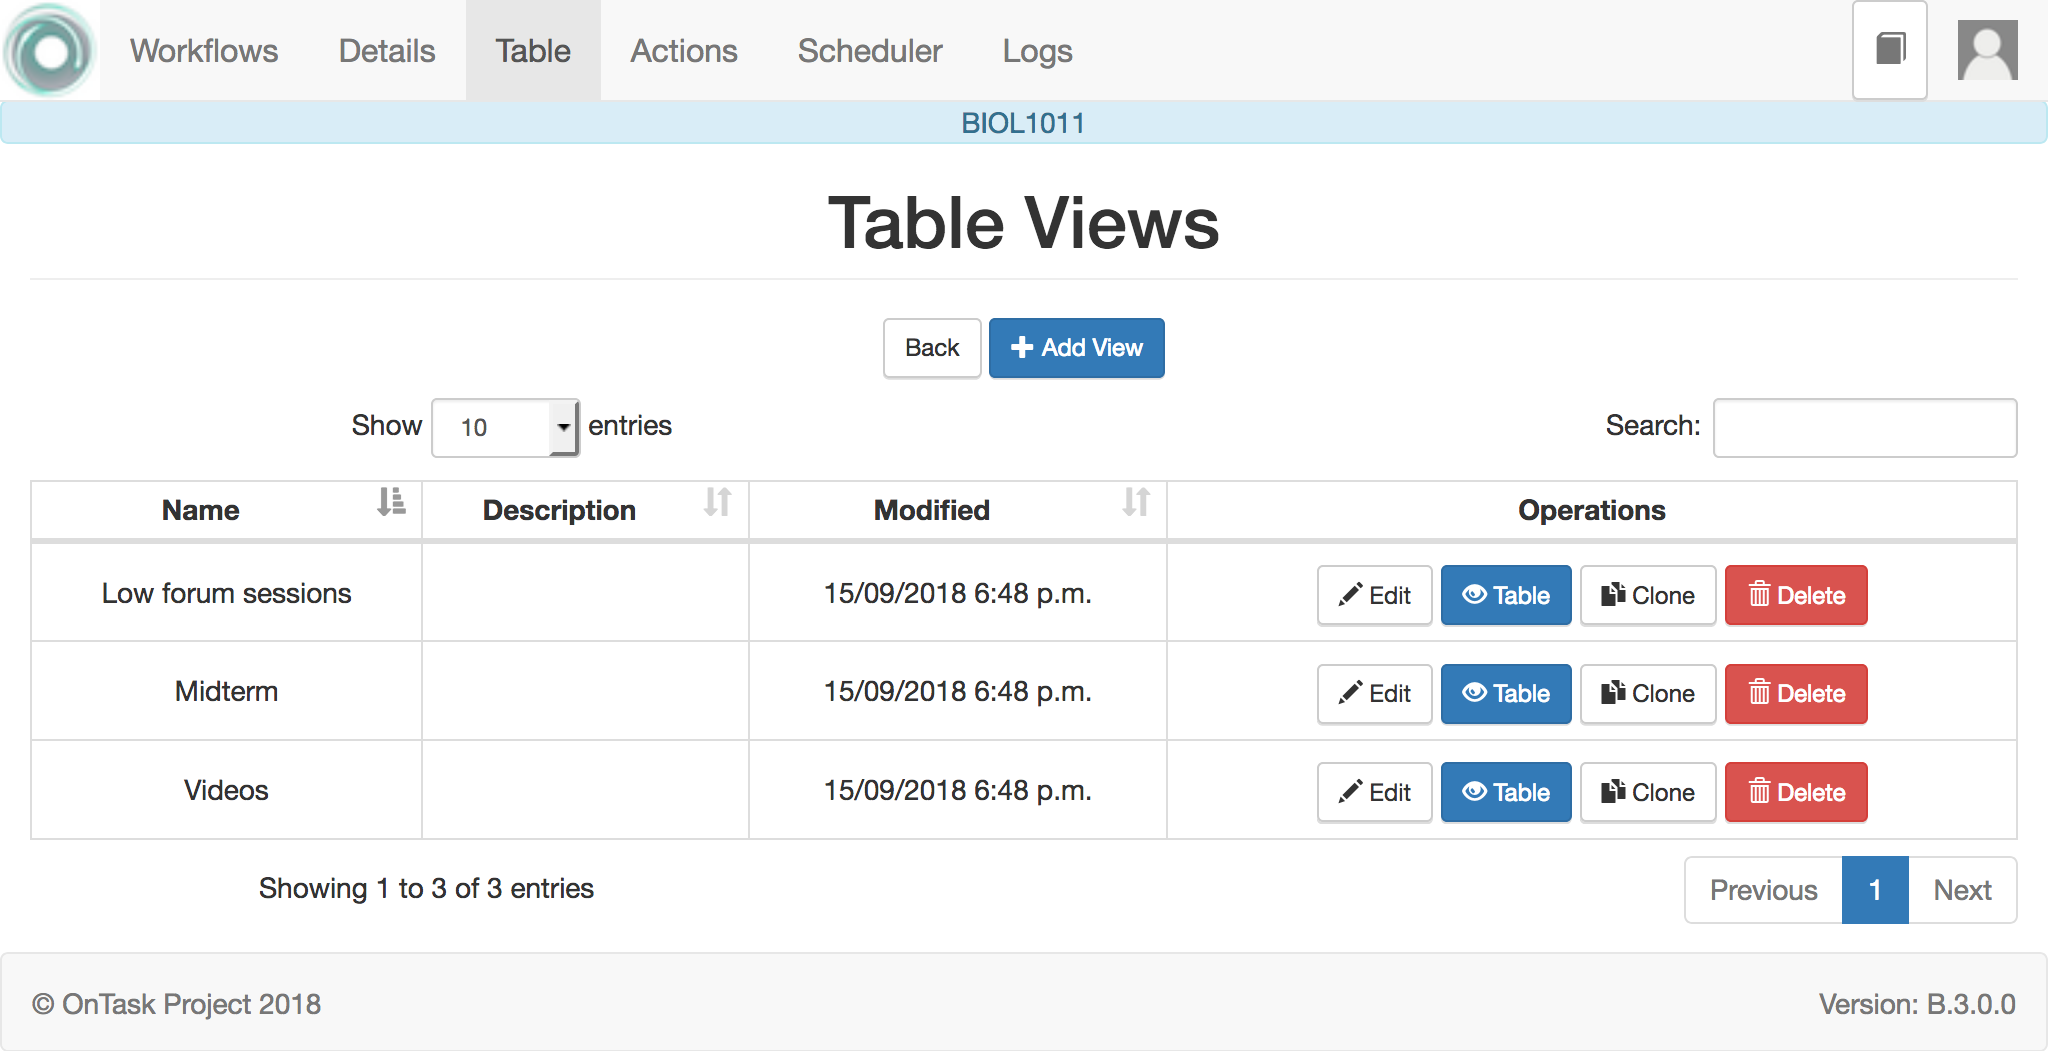 Workflows Details Table Actions Scheduler Logs
BIOL1011
Table Views
Back Add View
Show 10 entries Search:
Name Description Modified Operations
Low forum sessions 15/09/2018 6:48 p.m. Edit Table Clone Delete
Midterm 15/09/2018 6:48 p.m. Edit Table Clone Delete
Videos 15/09/2018 6:48 p.m. Edit Table Clone Delete
Showing 1 to 3 of 3 entries Previous 1 Next
© OnTask Project 2018 Version: B.3.0.0